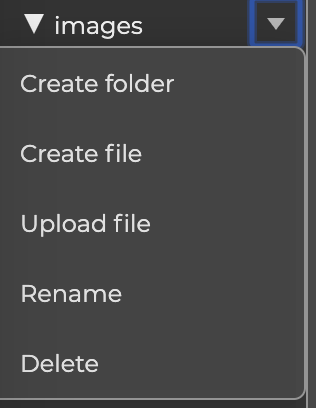 images
Create folder
Create file
Upload file
Rename
Delete